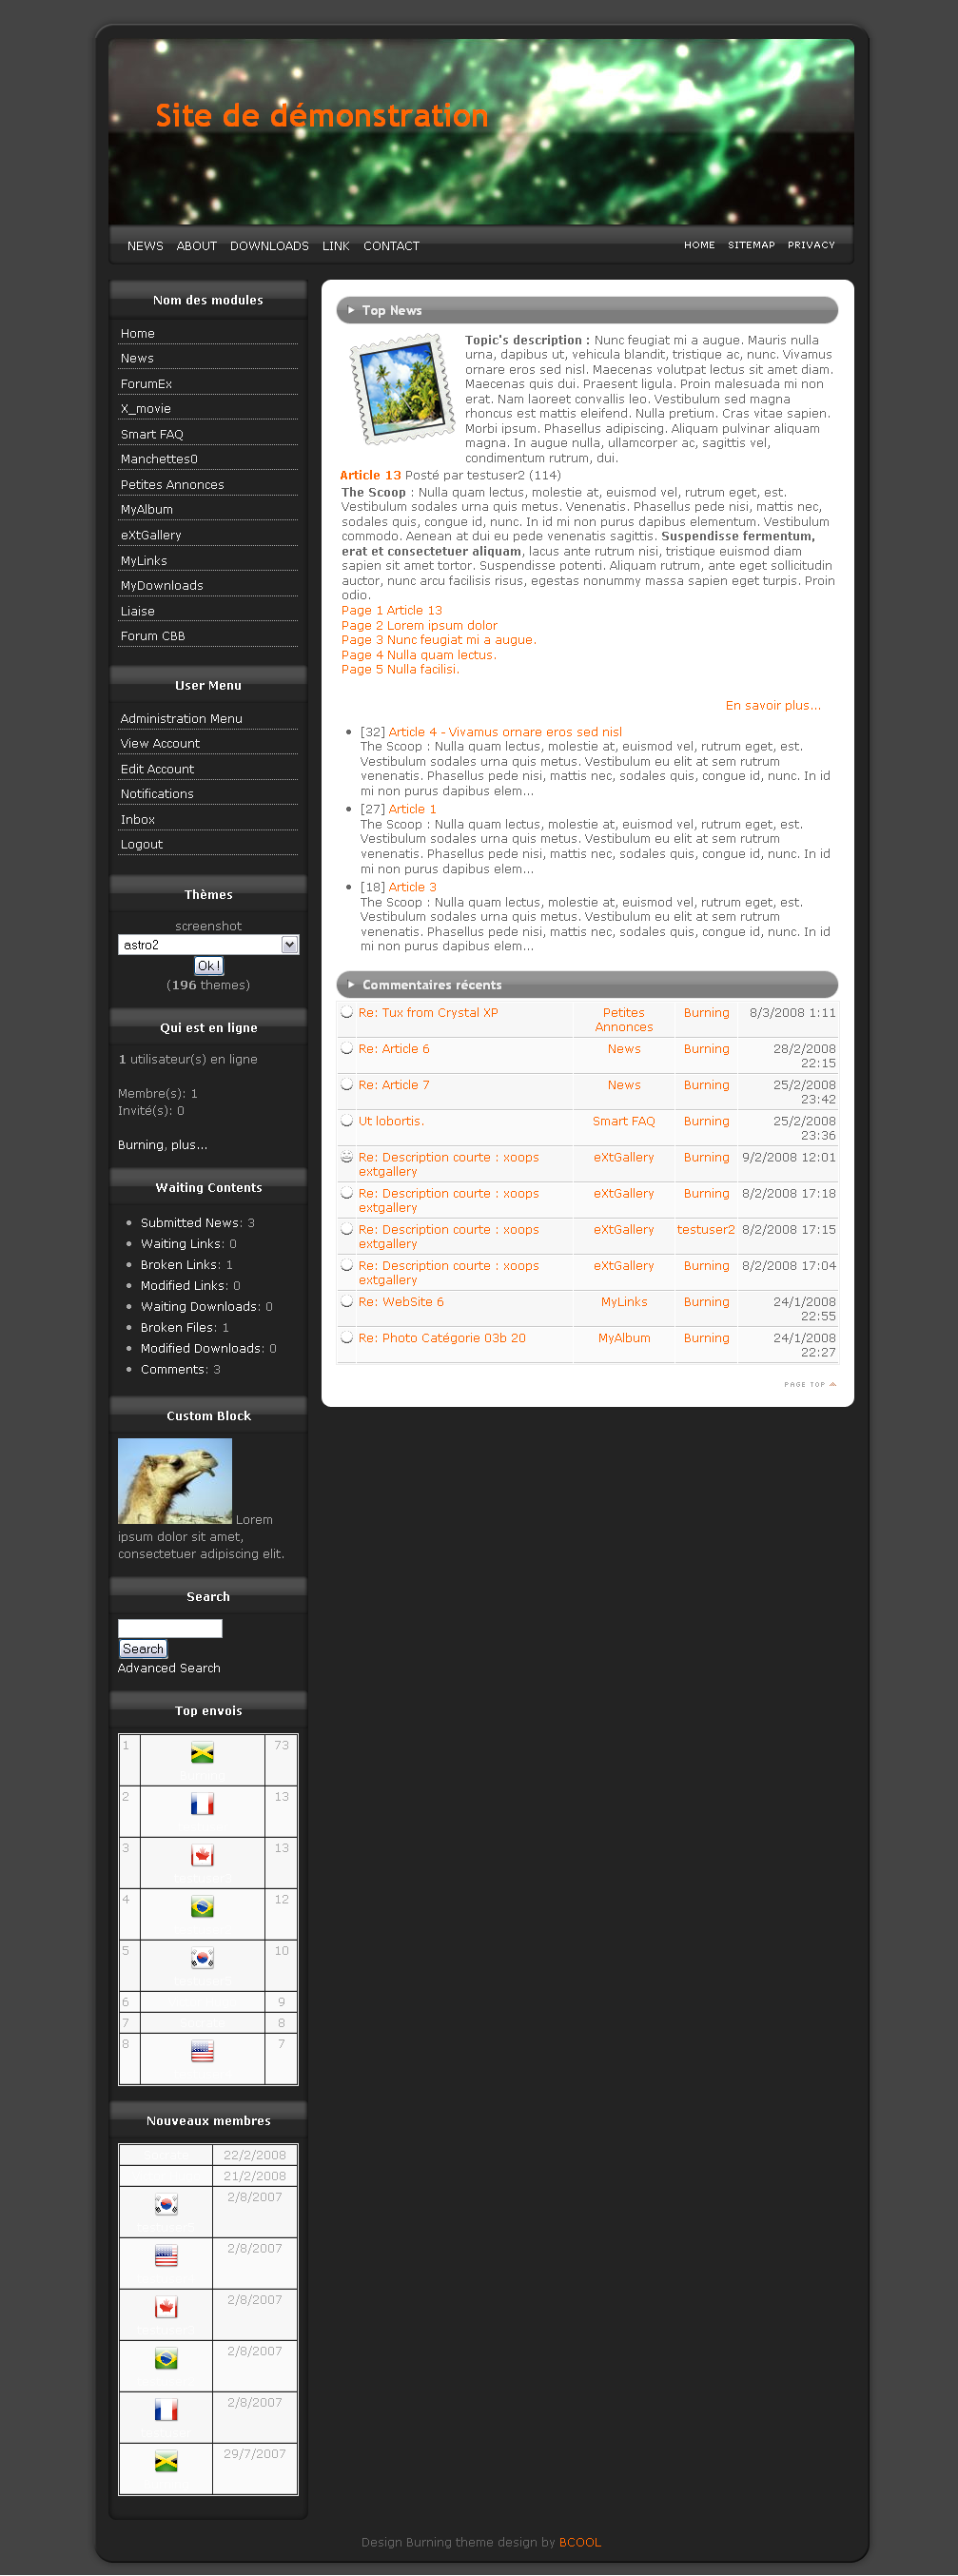 Site de démonstration
NEWS ABOUT DOWNLOADS LINK CONTACT
HOME SITEMAP PRIVACY
Nom des modules
Home
News
ForumEx
X_movie
Smart FAQ
Manchettes0
Petites Annonces
MyAlbum
eXtGallery
MyLinks
MyDownloads
Liaise
Forum CBB
User Menu
Administration Menu
View Account
Edit Account
Notifications
Inbox
Logout
Thèmes
screenshot
astro2
Ok !
(196 themes)
Qui est en ligne
1 utilisateur(s) en ligne
Membre(s): 1
Invité(s): 0
Burning, plus...
Waiting Contents
Submitted News: 3
Waiting Links: 0
Broken Links: 1
Modified Links: 0
Waiting Downloads: 0
Broken Files: 1
Modified Downloads: 0
Comments: 3
Custom Block
Lorem
ipsum dolor sit amet,
consectetuer adipiscing elit.
Search
Search
Advanced Search
Top envois
1 73
2 13
3 13
4 12
5 10
6 9
7 8
8 7
Nouveaux membres
22/2/2008
21/2/2008
2/8/2007
2/8/2007
2/8/2007
2/8/2007
2/8/2007
29/7/2007
Top News
Topic's description : Nunc feugiat mi a augue. Mauris nulla
urna, dapibus ut, vehicula blandit, tristique ac, nunc. Vivamus
ornare eros sed nisl. Maecenas volutpat lectus sit amet diam.
Maecenas quis dui. Praesent ligula. Proin malesuada mi non
erat. Nam laoreet convallis leo. Vestibulum sed magna
rhoncus est mattis eleifend. Nulla pretium. Cras vitae sapien.
Morbi ipsum. Phasellus adipiscing. Aliquam pulvinar aliquam
magna. In augue nulla, ullamcorper ac, sagittis vel,
condimentum rutrum, dui.
Article 13 Posté par testuser2 (114)
The Scoop : Nulla quam lectus, molestie at, euismod vel, rutrum eget, est.
Vestibulum sodales urna quis metus. Venenatis. Phasellus pede nisi, mattis nec,
sodales quis, congue id, nunc. In id mi non purus dapibus elementum. Vestibulum
commodo. Aenean at dui eu pede venenatis sagittis. Suspendisse fermentum,
erat et consectetuer aliquam, lacus ante rutrum nisi, tristique euismod diam
sapien sit amet tortor. Suspendisse potenti. Aliquam rutrum, ante eget sollicitudin
auctor, nunc arcu facilisis risus, egestas nonummy massa sapien eget turpis. Proin
odio.
Page 1 Article 13
Page 2 Lorem ipsum dolor
Page 3 Nunc feugiat mi a augue.
Page 4 Nulla quam lectus.
Page 5 Nulla facilisi.
En savoir plus...
[32] Article 4 - Vivamus ornare eros sed nisl
The Scoop : Nulla quam lectus, molestie at, euismod vel, rutrum eget, est.
Vestibulum sodales urna quis metus. Vestibulum eu elit at sem rutrum
venenatis. Phasellus pede nisi, mattis nec, sodales quis, congue id, nunc. In id
mi non purus dapibus elem...
[27] Article 1
The Scoop : Nulla quam lectus, molestie at, euismod vel, rutrum eget, est.
Vestibulum sodales urna quis metus. Vestibulum eu elit at sem rutrum
venenatis. Phasellus pede nisi, mattis nec, sodales quis, congue id, nunc. In id
mi non purus dapibus elem...
[18] Article 3
The Scoop : Nulla quam lectus, molestie at, euismod vel, rutrum eget, est.
Vestibulum sodales urna quis metus. Vestibulum eu elit at sem rutrum
venenatis. Phasellus pede nisi, mattis nec, sodales quis, congue id, nunc. In id
mi non purus dapibus elem...
Commentaires récents
Re: Tux from Crystal XP Petites Annonces Burning 8/3/2008 1:11
Re: Article 6 News Burning 28/2/2008 22:15
Re: Article 7 News Burning 25/2/2008 23:42
Ut lobortis. Smart FAQ Burning 25/2/2008 23:36
Re: Description courte : xoops extgallery eXtGallery Burning 9/2/2008 12:01
Re: Description courte : xoops extgallery eXtGallery Burning 8/2/2008 17:18
Re: Description courte : xoops extgallery eXtGallery testuser2 8/2/2008 17:15
Re: Description courte : xoops extgallery eXtGallery Burning 8/2/2008 17:04
Re: WebSite 6 MyLinks Burning 24/1/2008 22:55
Re: Photo Catégorie 03b 20 MyAlbum Burning 24/1/2008 22:27
PAGE TOP
Design Burning theme design by BCOOL